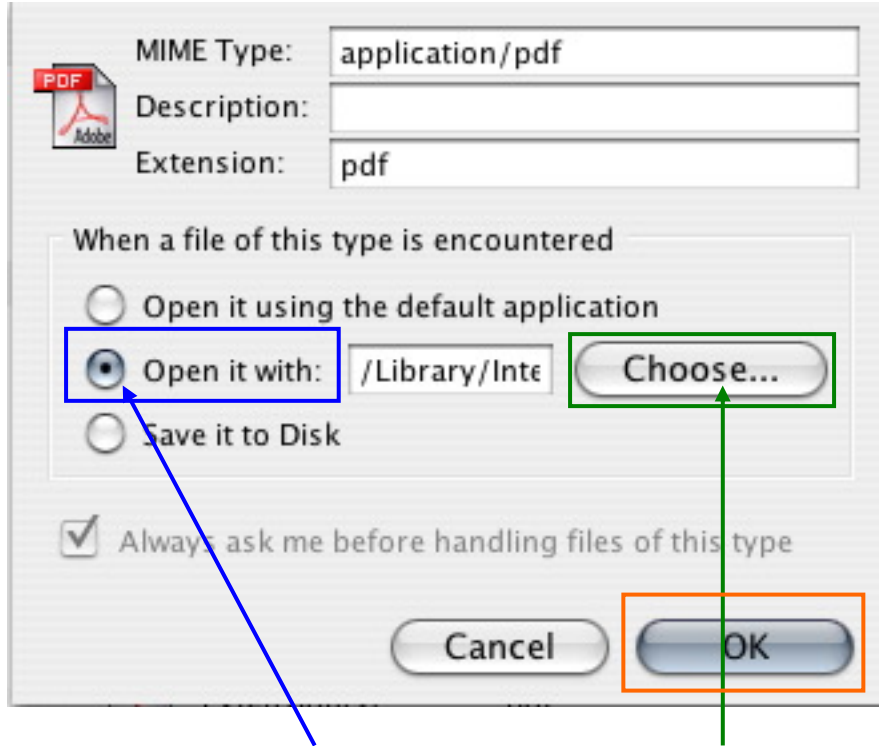 MIME Type: application/pdf
PDF
Adobe
Description:
Extension: pdf
When a file of this type is encountered
Open it using the default application
Open it with: /Library/Inte Choose...
Save it to Disk
Always ask me before handling files of this type
Cancel OK